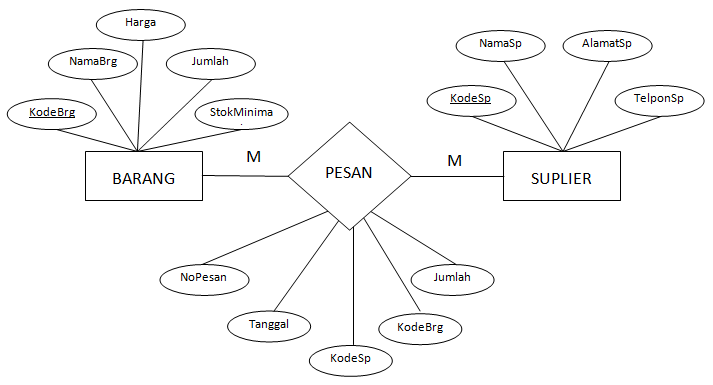 Harga
NamaBrg
Jumlah
KodeBrg
StokMinima
NamaSp
AlamatSp
KodeSp
TelponSp
BARANG
M
PESAN
M
SUPLIER
NoPesan
Tanggal
KodeSp
KodeBrg
Jumlah